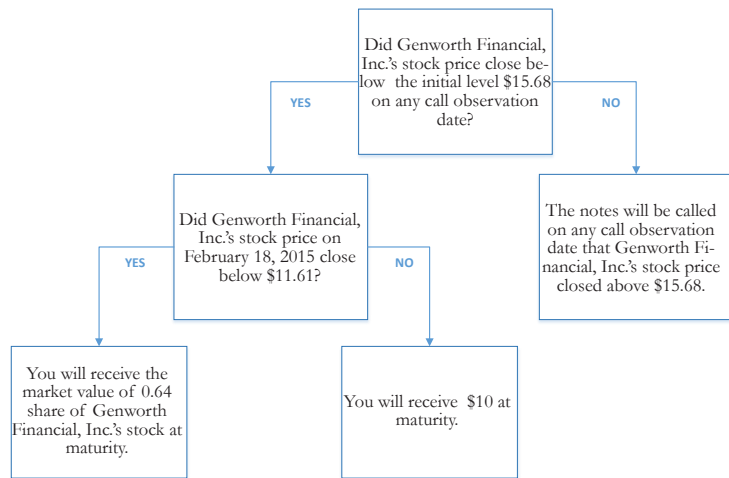 Did Genworth Financial,
Inc.'s stock price close be-
low the initial level $15.68
on any call observation
date?
YES
NO
Did Genworth Financial,
Inc.'s stock price on
February 18, 2015 close
below $11.61?
The notes will be called
on any call observation
date that Genworth Fi-
nancial, Inc.'s stock price
closed above $15.68.
YES
NO
You will receive the
market value of 0.64
share of Genworth
Financial, Inc.'s stock at
maturity.
You will receive $10 at
maturity.